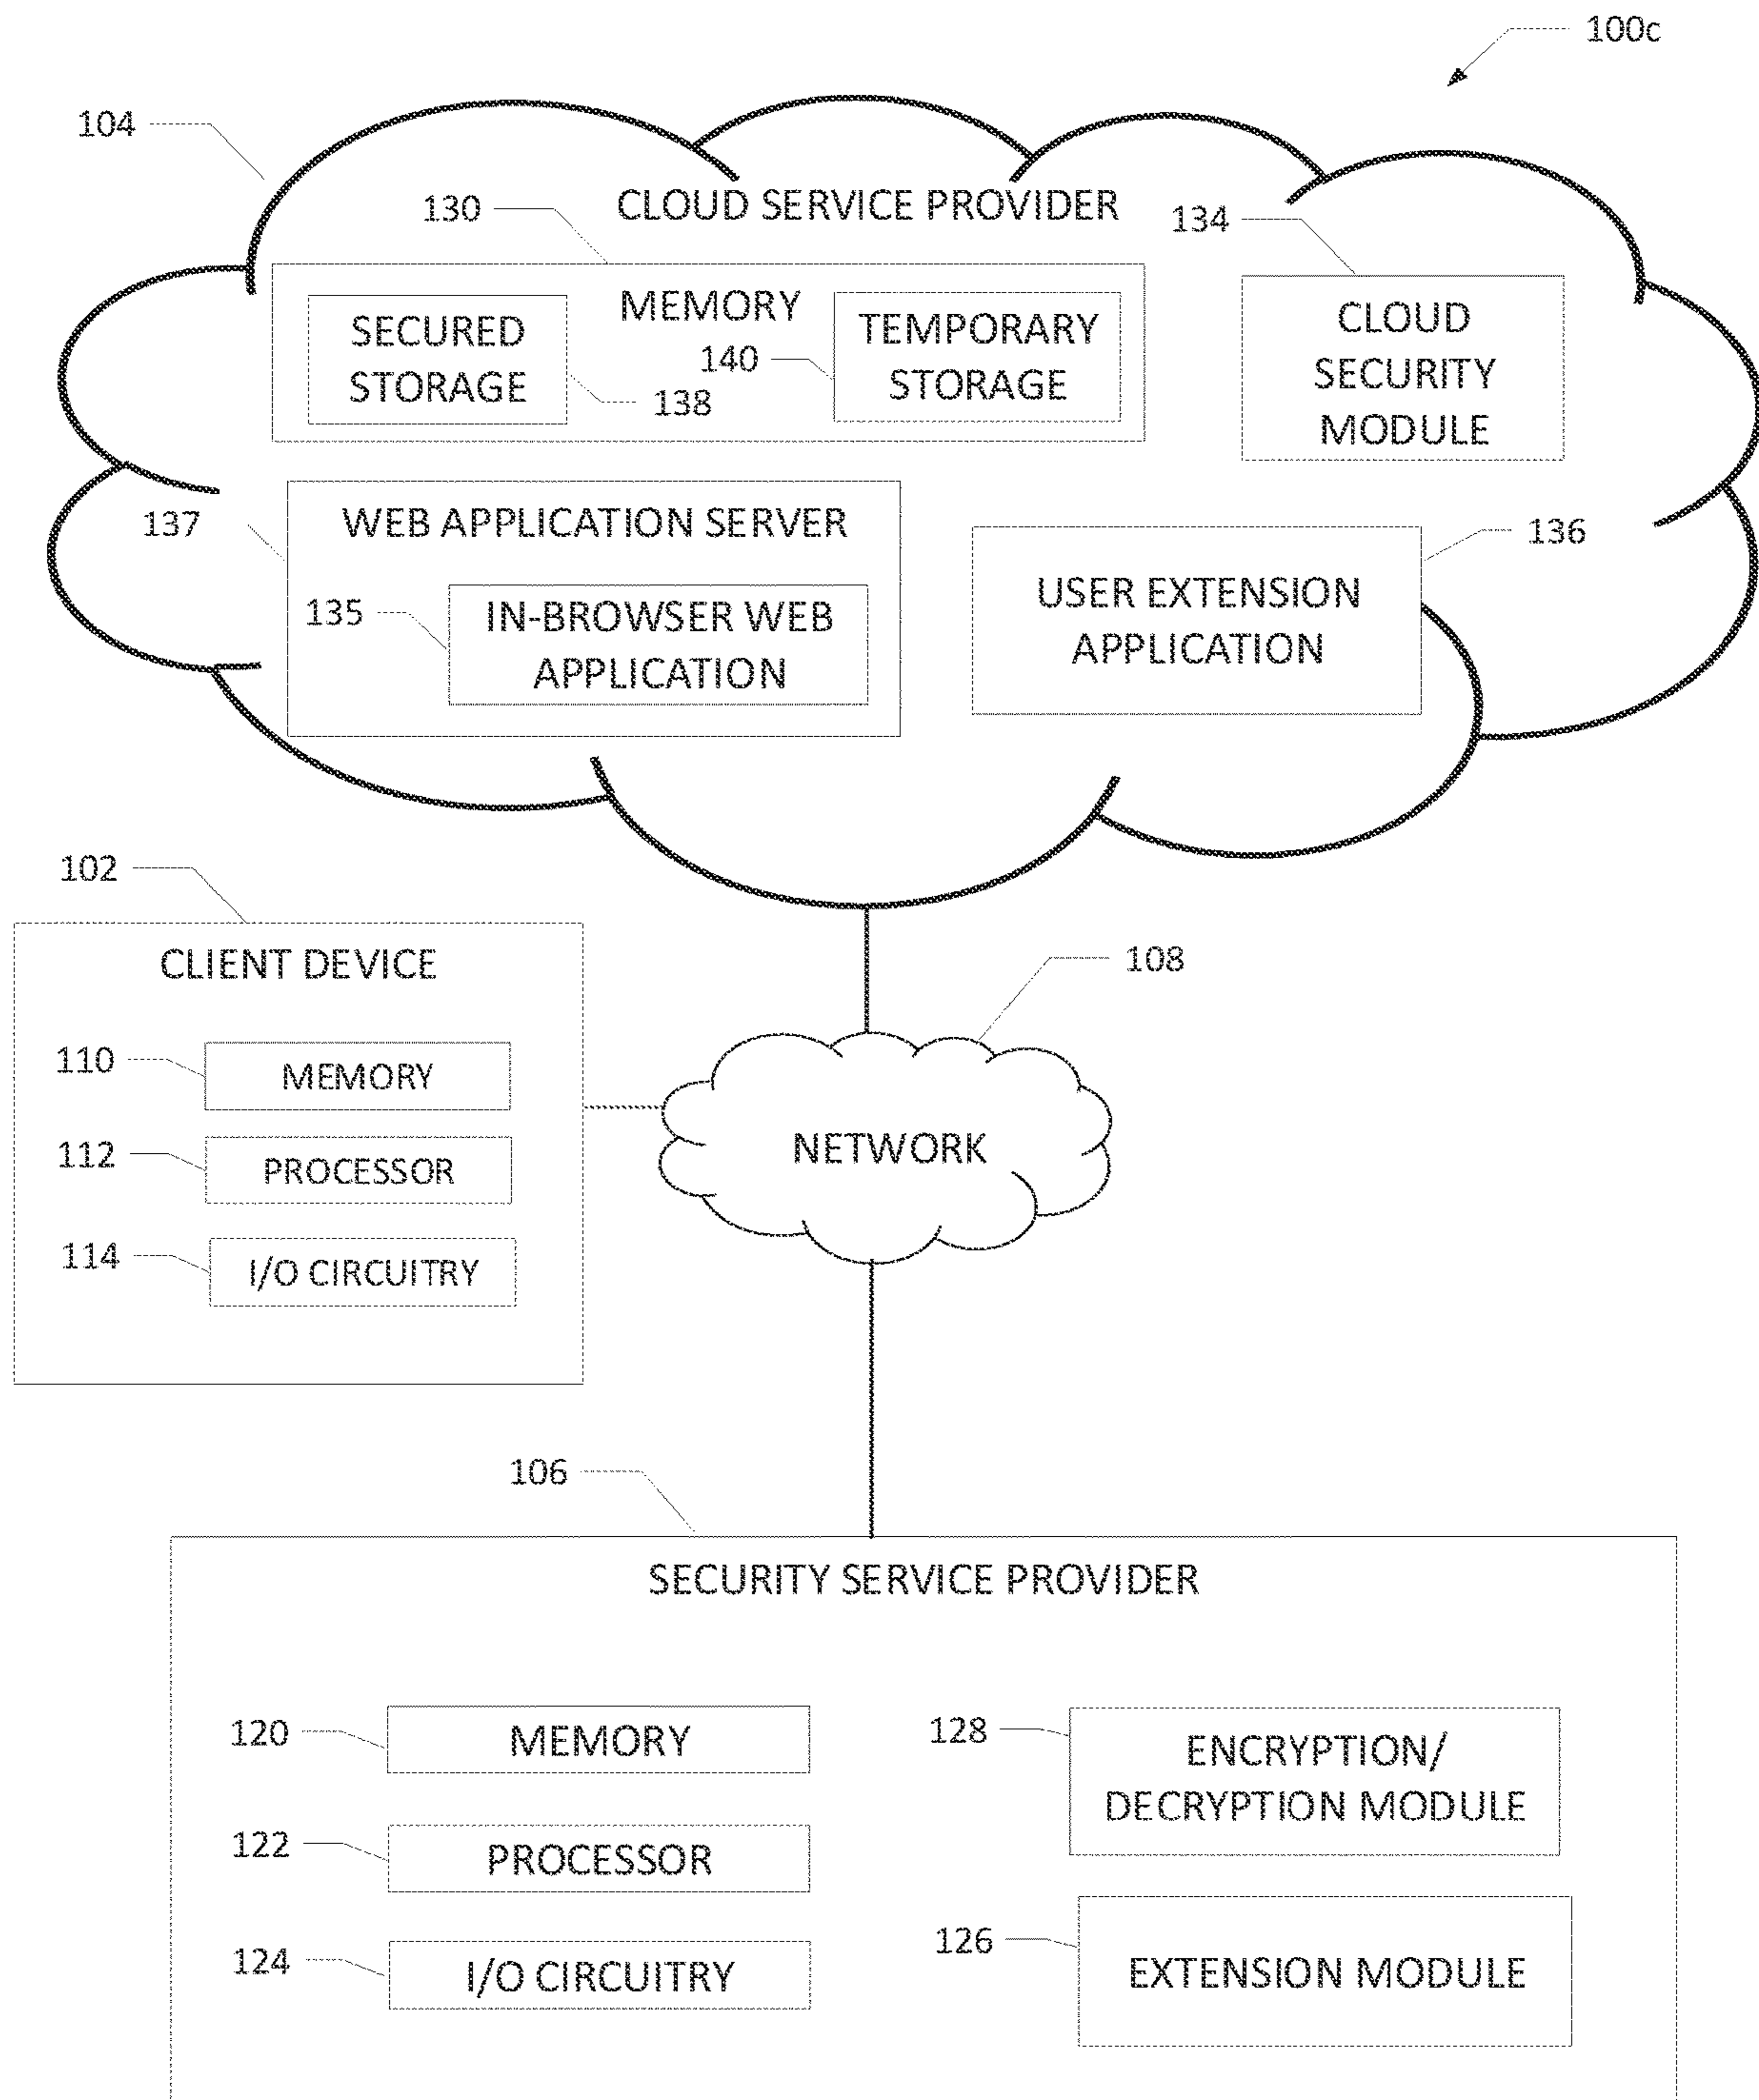 100c
104
CLOUD SERVICE PROVIDER
130
134
MEMORY
SECURED
STORAGE
138
140
TEMPORARY
STORAGE
CLOUD
SECURITY
MODULE
137
WEB APPLICATION SERVER
135
IN-BROWSER WEB
APPLICATION
136
USER EXTENSION
APPLICATION
102
CLIENT DEVICE
110
MEMORY
112
PROCESSOR
114
I/O CIRCUITRY
108
NETWORK
106
SECURITY SERVICE PROVIDER
120
MEMORY
122
PROCESSOR
124
I/O CIRCUITRY
128
ENCRYPTION/
DECRYPTION MODULE
126
EXTENSION MODULE